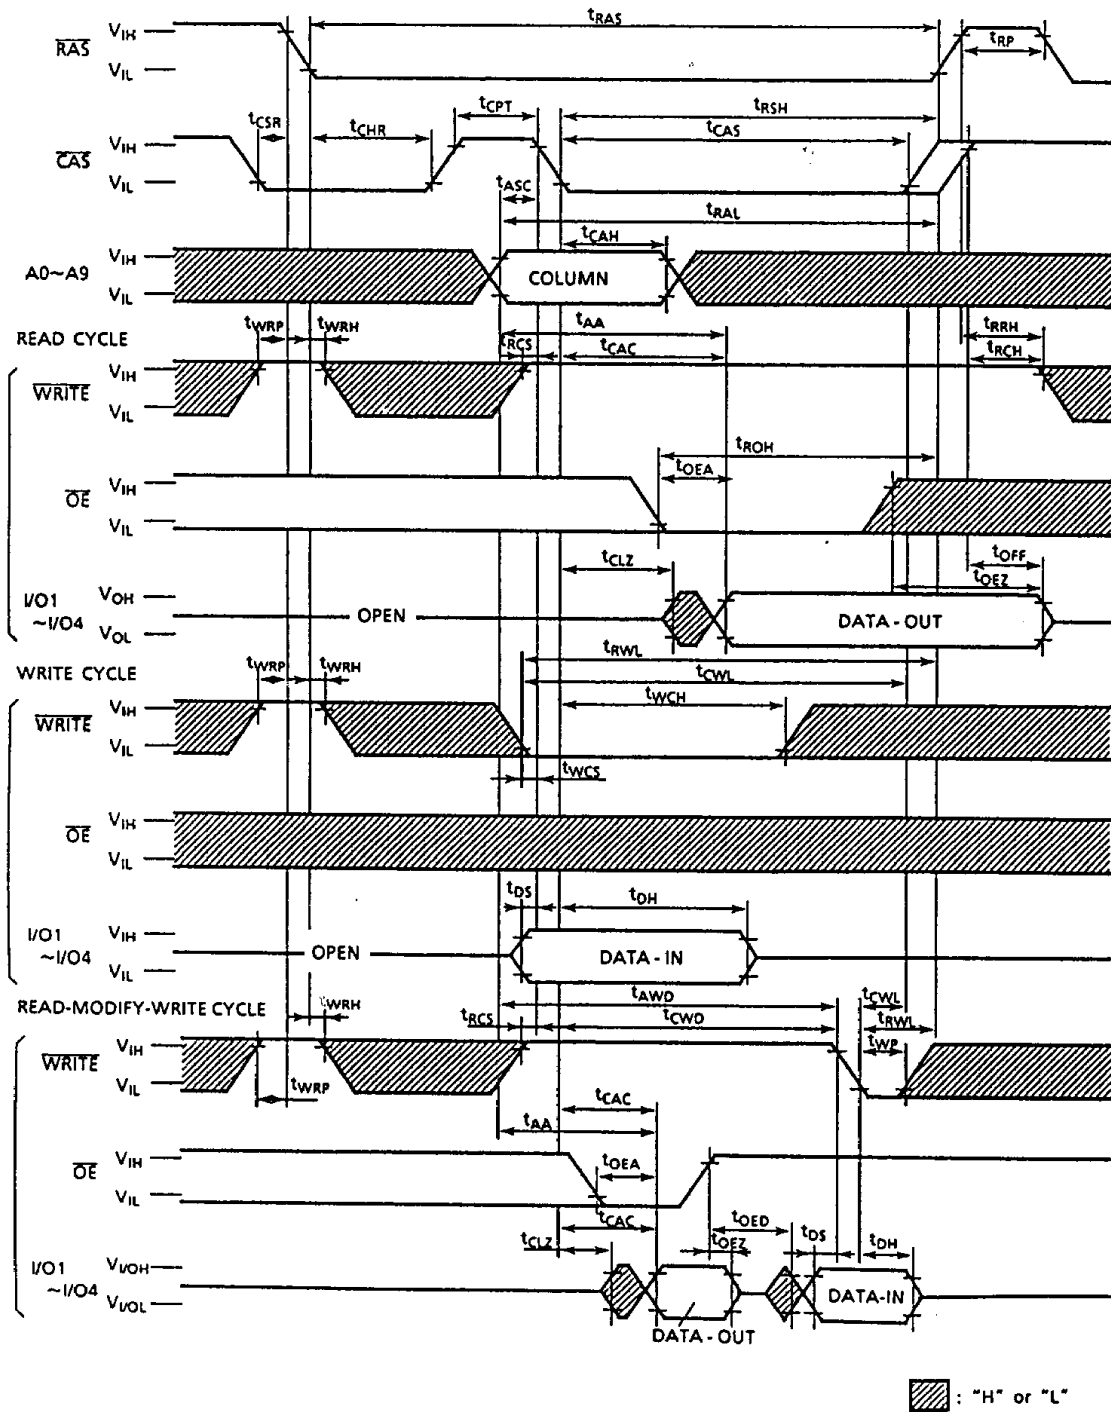 tRAS
RAS VIH
VIL
tRP
tCSR tCHR tCPT tRSH
tCAS
CAS VIH
VIL
tASC
tRAL
tCAH
A0~A9 VIH
VIL
COLUMN
READ CYCLE
tWRP tWRH tAA tRRH
tRCS tCAC tRCH
WRITE VIH
VIL
tROH
tOEA
OE VIH
VIL
tCLZ tOFF
tOEZ
I/O1 ~I/O4 VOH
VOL
OPEN DATA - OUT
WRITE CYCLE
tWRP tWRH tRWL
tCWL
tWCH
WRITE VIH
VIL
tWCS
OE VIH
VIL
tDS tDH
I/O1 ~I/O4 VIH
VIL
OPEN DATA - IN
READ-MODIFY-WRITE CYCLE
tWRH tAWD tCWL
tRCS tCWD tRWL
tWP
WRITE VIH
VIL
tWRP
tCAC
tAA
OE VIH
VIL
tOEA
tCAC tOED
tCLZ tOEZ tDS tDH
I/O1 ~I/O4 VI/OH
VI/OL
DATA-IN
DATA - OUT
: "H" or "L"